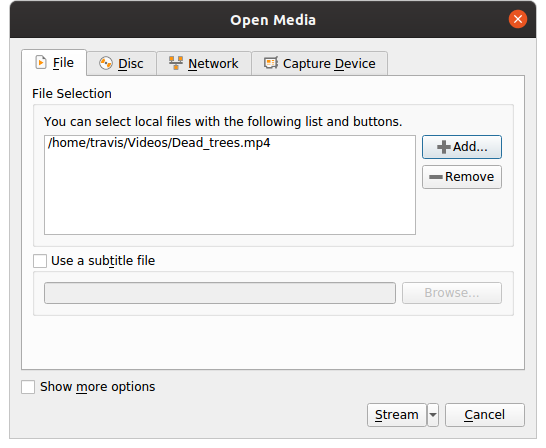 Open Media
File Disc Network Capture Device
File Selection
You can select local files with the following list and buttons.
/home/travis/Videos/Dead_trees.mp4
Add...
Remove
Use a subtitle file
Browse...
Show more options
Stream Cancel